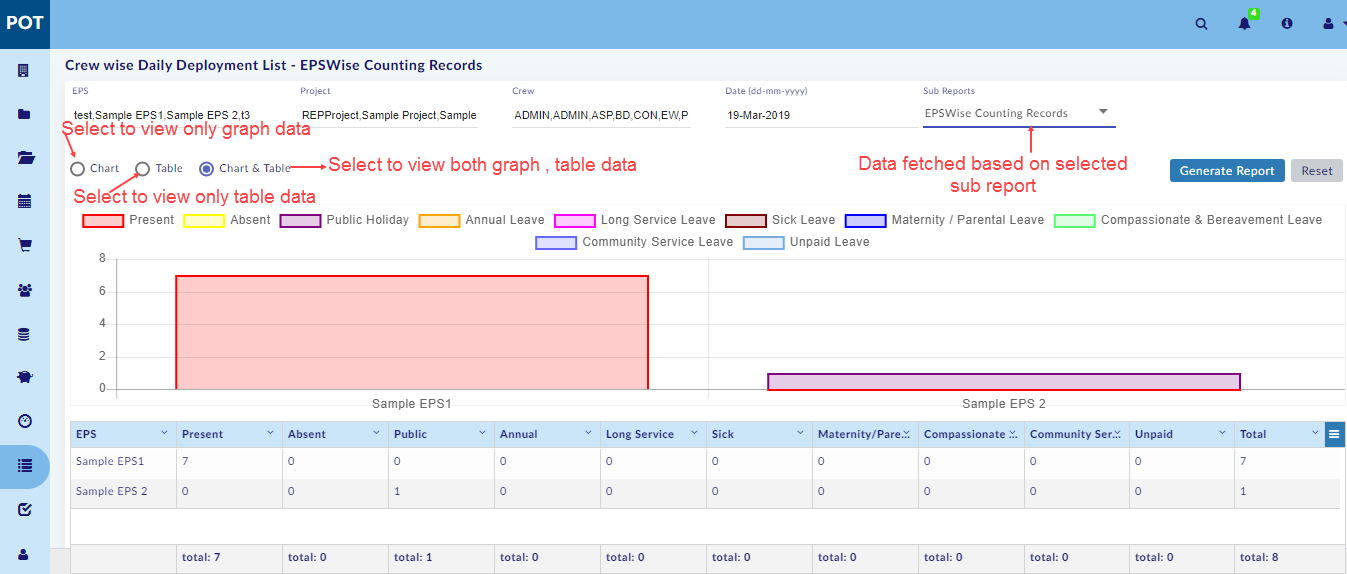 POT
4
Crew wise Daily Deployment List - EPSWise Counting Records
EPS Project Crew Date (dd-mm-yyyy) Sub Reports
test,Sample EPS1,Sample EPS 2,t3 REPProject,Sample Project,Sample ADMIN,ADMIN,ASP,BD,CON,EW,P 19-Mar-2019 EPSWise Counting Records
Select to view only graph data
Chart Table Chart & Table
Select to view both graph , table data
Data fetched based on selected
sub report
Generate Report Reset
Select to view only table data
Present Absent Public Holiday Annual Leave Long Service Leave Sick Leave Maternity / Parental Leave Compassionate & Bereavement Leave
Community Service Leave Unpaid Leave
8
6
4
2
0
Sample EPS1 Sample EPS 2
EPS Present Absent Public Annual Long Service Sick Maternity/Pare... Compassionate ... Community Ser... Unpaid Total
Sample EPS1 7 0 0 0 0 0 0 0 0 0 7
Sample EPS 2 0 0 1 0 0 0 0 0 0 0 1
total: 7 total: 0 total: 1 total: 0 total: 0 total: 0 total: 0 total: 0 total: 0 total: 0 total: 8